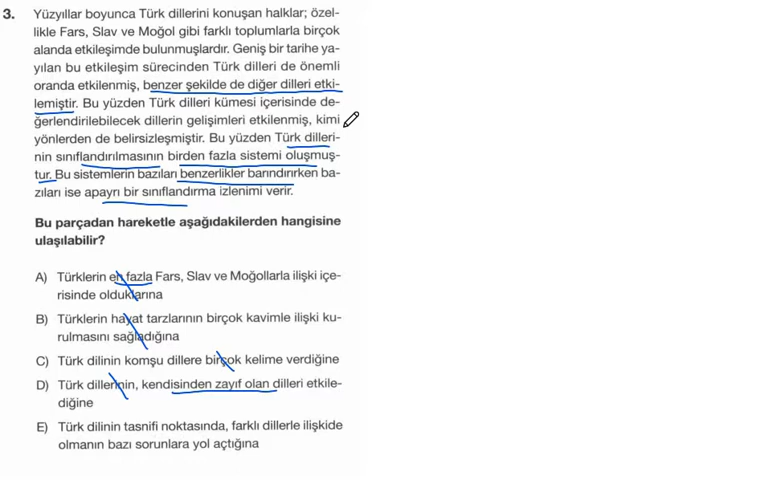 3. Yüzyıllar boyunca Türk dillerini konuşan halklar; özel-
likle Fars, Slav ve Moğol gibi farklı toplumlarla birçok
alanda etkileşimde bulunmuşlardır. Geniş bir tarihe ya-
yılan bu etkileşim sürecinden Türk dilleri de önemli
oranda etkilenmiş, benzer şekilde de diğer dilleri etki-
lemiştir. Bu yüzden Türk dilleri kümesi içerisinde de-
ğerlendirilebilecek dillerin gelişimleri etkilenmiş, kimi
yönlerden de belirsizleşmiştir. Bu yüzden Türk dilleri-
nin sınıflandırılmasının birden fazla sistemi oluşmuş-
tur. Bu sistemlerin bazıları benzerlikler barındırırken ba-
zıları ise apayrı bir sınıflandırma izlenimi verir.
Bu parçadan hareketle aşağıdakilerden hangisine
ulaşılabilir?
A) Türklerin en fazla Fars, Slav ve Moğollarla ilişki içe-
risinde olduklarına
B) Türklerin hayat tarzlarının birçok kavimle ilişki ku-
rulmasını sağladığına
C) Türk dilinin komşu dillere birçok kelime verdiğine
D) Türk dillerinin, kendisinden zayıf olan dilleri etkile-
diğine
E) Türk dilinin tasnifi noktasında, farklı dillerle ilişkide
olmanın bazı sorunlara yol açtığına